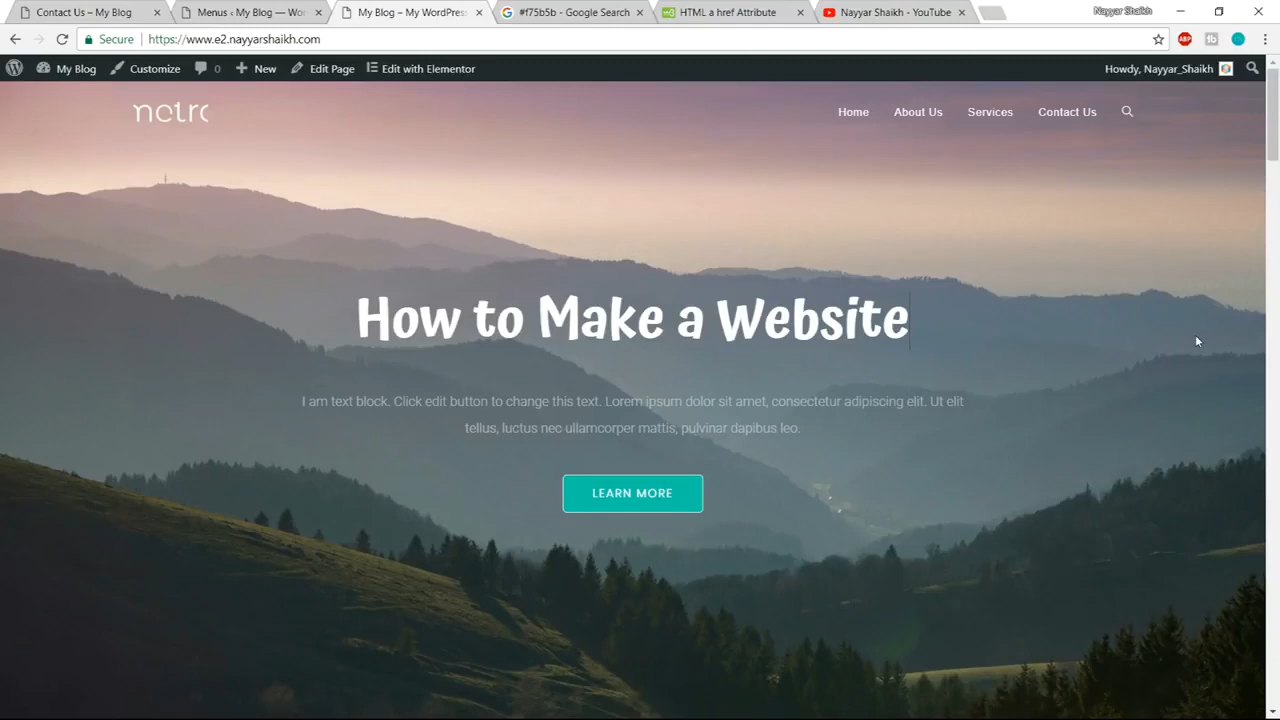 Contact Us – My Blog
Menus ‹ My Blog — Wor
My Blog – My WordPress
#f75b5b - Google Search
HTML a href Attribute
Nayyar Shaikh - YouTube
Nayyar Shaikh
Secure
https://www.e2.nayyarshaikh.com
ABP
tb
My Blog
Customize
0
New
Edit Page
Edit with Elementor
Howdy, Nayyar_Shaikh
Home
About Us
Services
Contact Us
How to Make a Website
I am text block. Click edit button to change this text. Lorem ipsum dolor sit amet, consectetur adipiscing elit. Ut elit
tellus, luctus nec ullamcorper mattis, pulvinar dapibus leo.
LEARN MORE